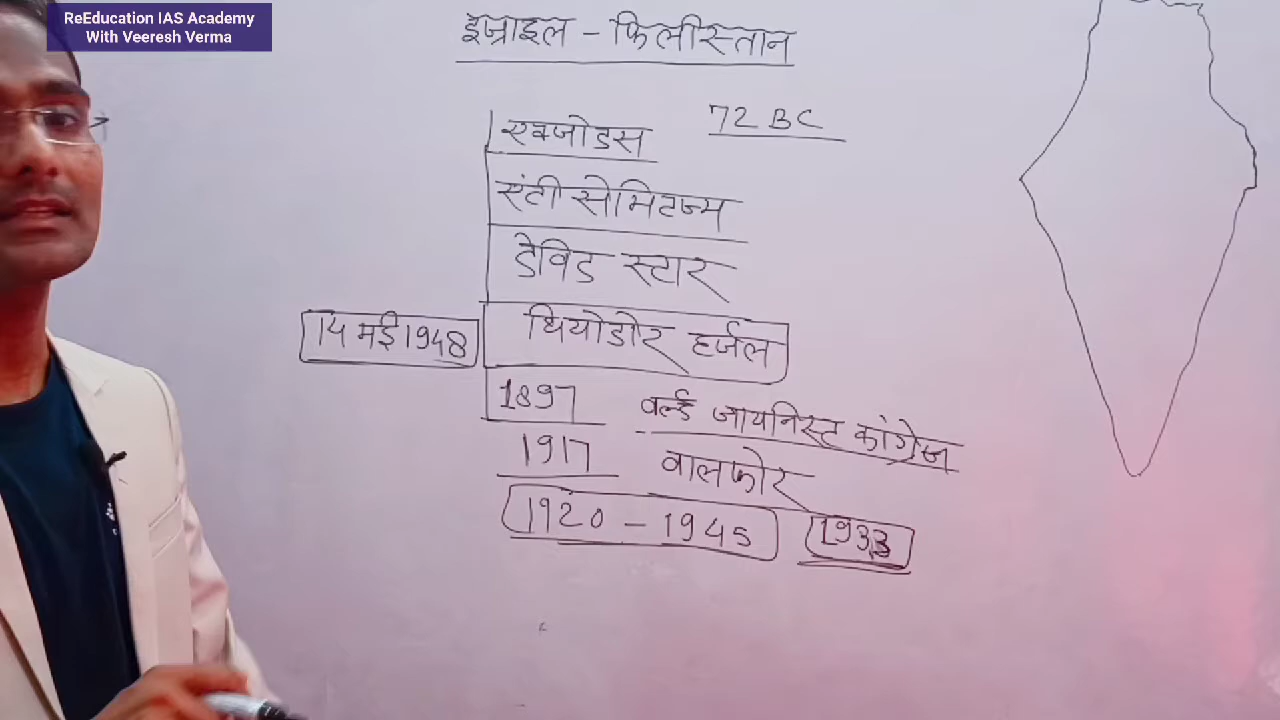 ReEducation IAS Academy
With Veeresh Verma
इज्राइल - फिलीस्तान
एक्जोडस 72 BC
एंटी सेमिटज्म
डेविड स्टार
थियोडोर हर्जल
14 मई 1948
1897 वर्ल्ड जायनिस्ट कांग्रेज
1917 वालफोर
1920 - 1945 1933